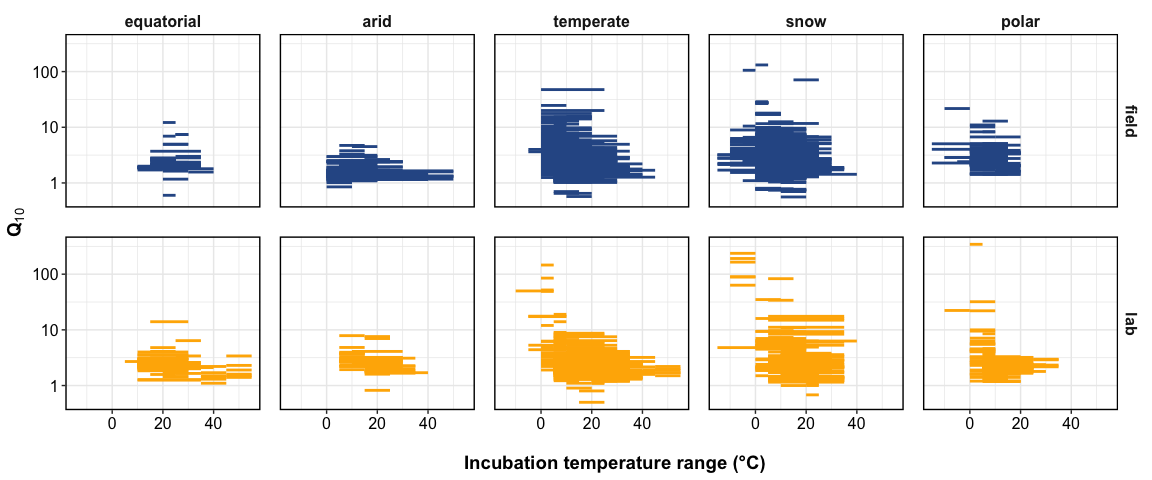 equatorial arid temperate snow polar
100
10
1
field
Q10
100
10
1
lab
0 20 40 0 20 40 0 20 40 0 20 40 0 20 40
Incubation temperature range (°C)